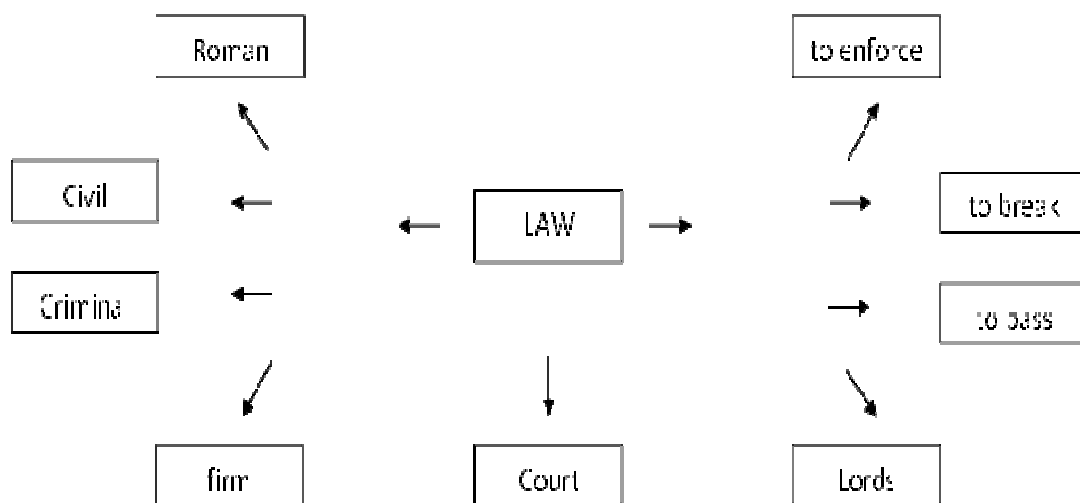 Roman
to enforce
Civil
LAW
to break
Crimina
to pass
firm
Court
Lords